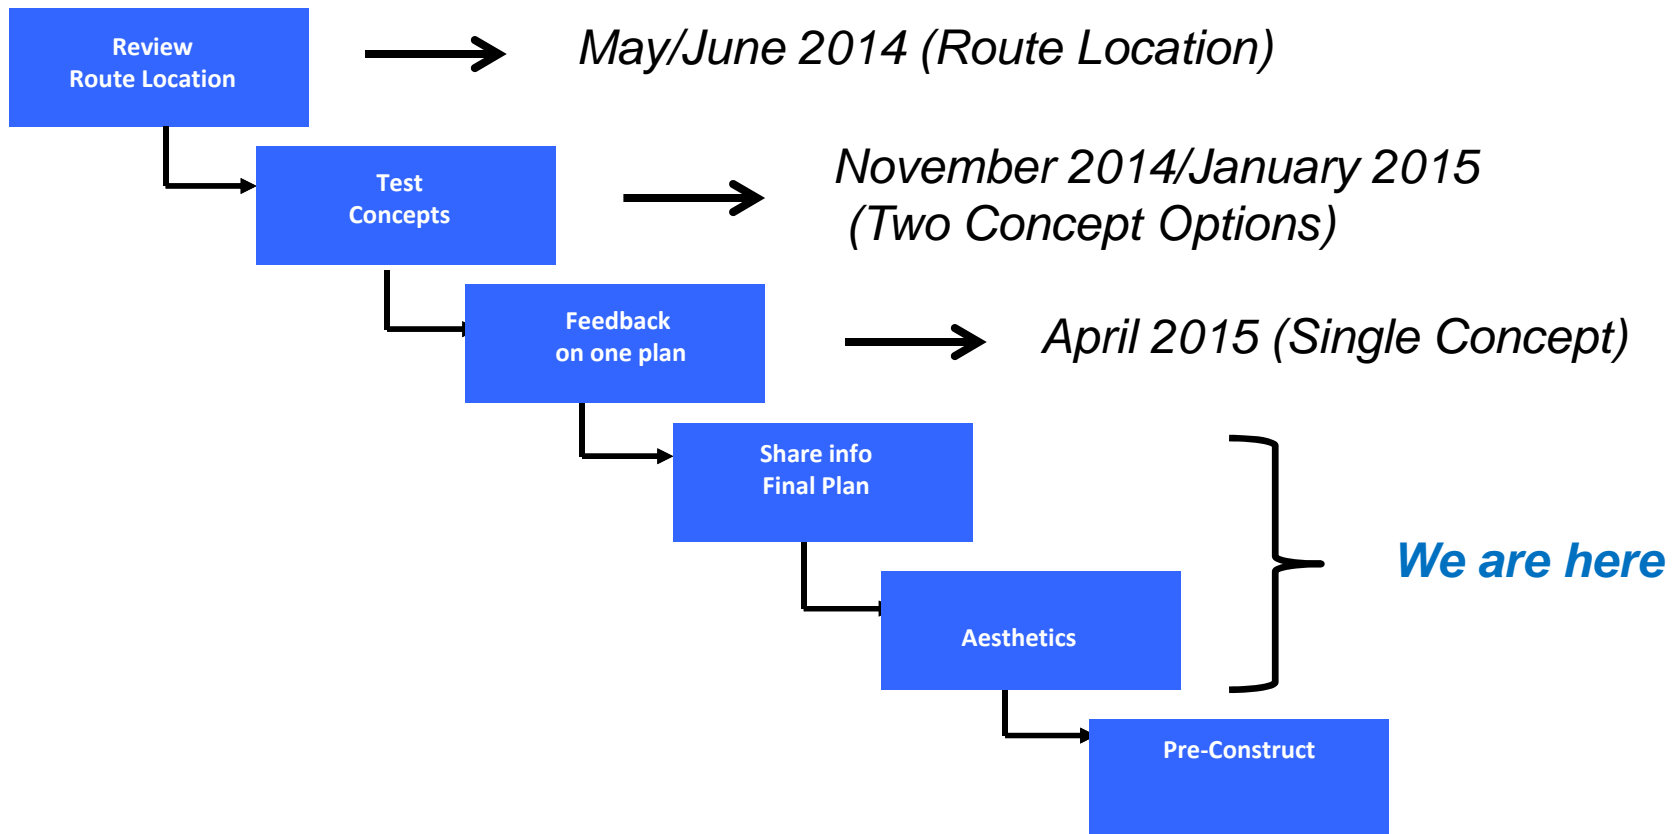 Review
Route Location
May/June 2014 (Route Location)
Test
Concepts
November 2014/January 2015
(Two Concept Options)
Feedback
on one plan
April 2015 (Single Concept)
Share info
Final Plan
We are here
Aesthetics
Pre-Construct